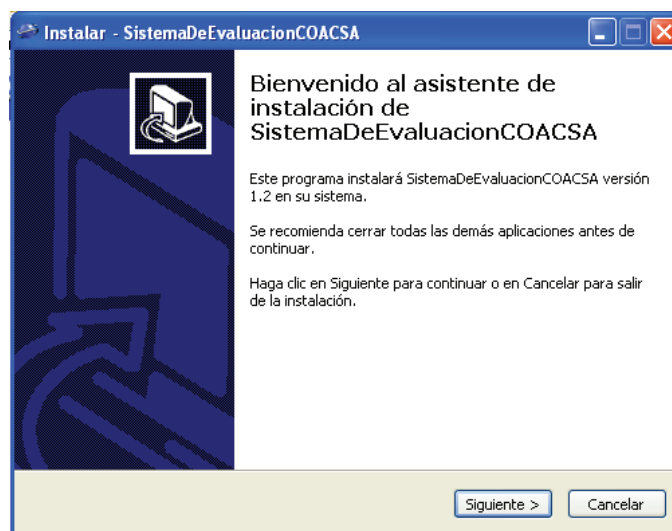 Instalar - SistemaDeEvaluacionCOACSA
Bienvenido al asistente de
instalación de
SistemaDeEvaluacionCOACSA
Este programa instalará SistemaDeEvaluacionCOACSA versión
1.2 en su sistema.
Se recomienda cerrar todas las demás aplicaciones antes de
continuar.
Haga clic en Siguiente para continuar o en Cancelar para salir
de la instalación.
Siguiente > Cancelar